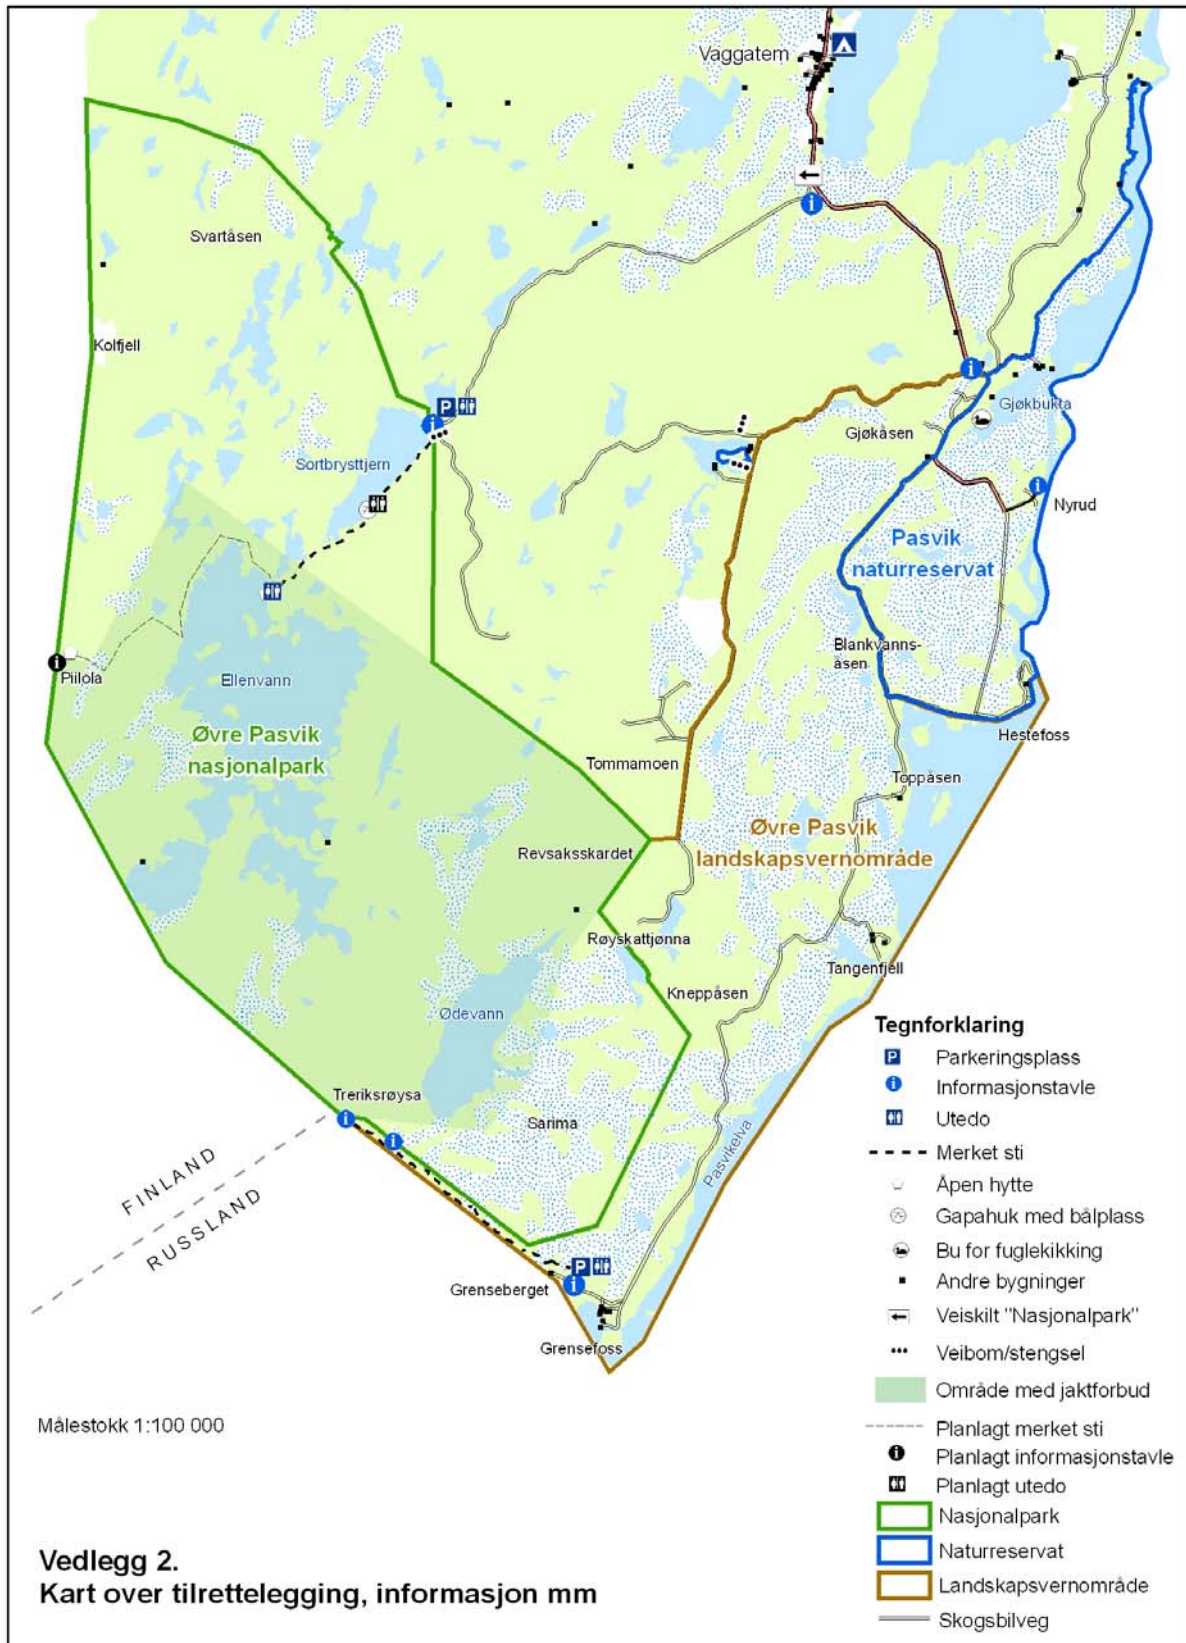 Vaggatem
Svartåsen
Kolfjell
P
i
i
i
Sortbrysttjern
Gjøkbukta
Gjøkåsen
i
Nyrud
Pasvik
naturreservat
Blankvanns-
åsen
i
Piilola
Ellenvann
Øvre Pasvik
nasjonalpark
Hestefoss
Tommamoen
Toppåsen
Øvre Pasvik
landskapsvernområde
Revsaksskardet
Røyskattjønna
Tangenfjell
Kneppåsen
Ødevann
Treriksrøysa
i
i
Sarima
Pasvikelva
FINLAND
RUSSLAND
P
i
Grenseberget
Grensefoss
Tegnforklaring
P Parkeringsplass
i Informasjonstavle
Utedo
Merket sti
Åpen hytte
Gapahuk med bålplass
Bu for fuglekikking
Andre bygninger
Veiskilt "Nasjonalpark"
Veibom/stengsel
Område med jaktforbud
Planlagt merket sti
i Planlagt informasjonstavle
Planlagt utedo
Nasjonalpark
Naturreservat
Landskapsvernområde
Skogsbilveg
Målestokk 1:100 000
Vedlegg 2.
Kart over tilrettelegging, informasjon mm